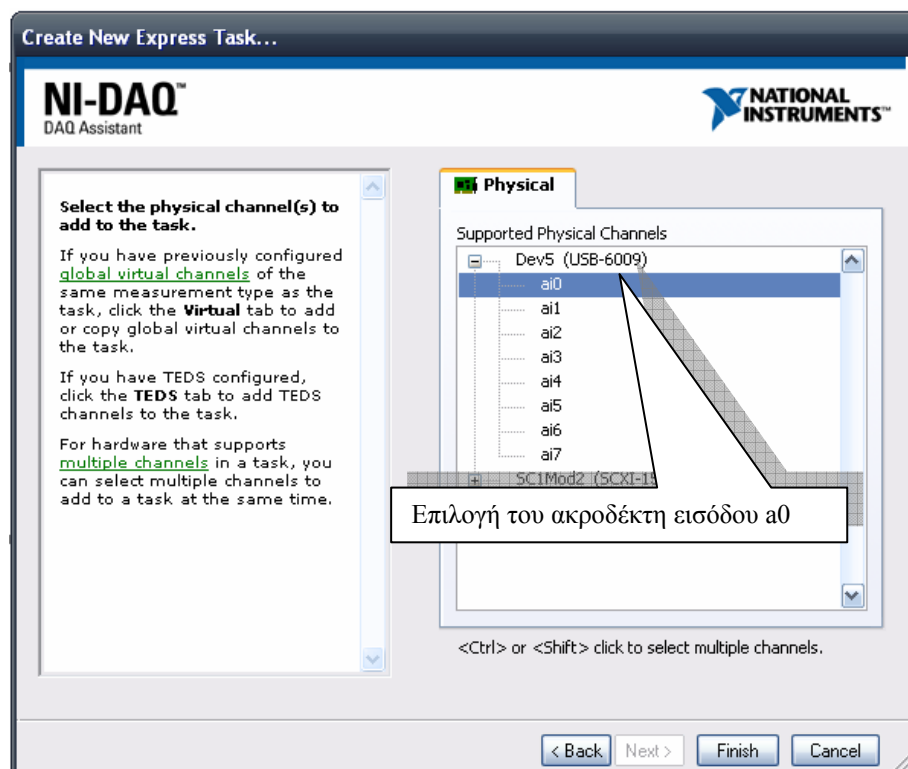 Create New Express Task...
NI-DAQ™
DAQ Assistant
NATIONAL
INSTRUMENTS™
Select the physical channel(s) to
add to the task.
If you have previously configured
global virtual channels of the
same measurement type as the
task, click the Virtual tab to add
or copy global virtual channels to
the task.
If you have TEDS configured,
click the TEDS tab to add TEDS
channels to the task.
For hardware that supports
multiple channels in a task, you
can select multiple channels to
add to a task at the same time.
Physical
Supported Physical Channels
Dev5 (USB-6009)
ai0
ai1
ai2
ai3
ai4
ai5
ai6
ai7
SC1Mod2 (SCXI-15
Επιλογή του ακροδέκτη εισόδου a0
<Ctrl> or <Shift> click to select multiple channels.
< Back
Next >
Finish
Cancel